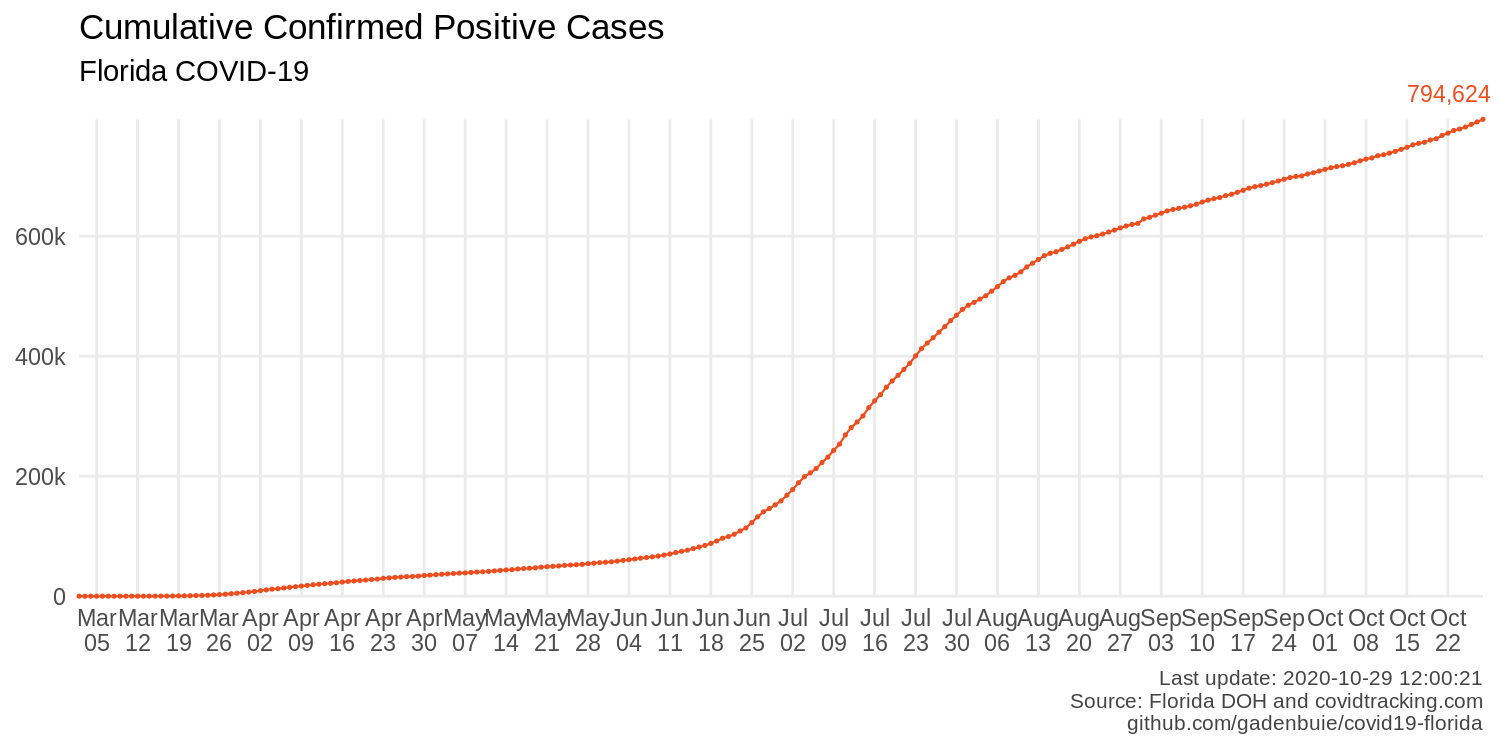 Cumulative Confirmed Positive Cases
Florida COVID-19
794,624
600k
400k
200k
0
Mar Mar Mar Mar Apr Apr Apr Apr Apr May May May May Jun Jun Jun Jun Jul Jul Jul Jul Jul Aug Aug Aug Aug Sep Sep Sep Sep Oct Oct Oct Oct
05 12 19 26 02 09 16 23 30 07 14 21 28 04 11 18 25 02 09 16 23 30 06 13 20 27 03 10 17 24 01 08 15 22
Last update: 2020-10-29 12:00:21
Source: Florida DOH and covidtracking.com
github.com/gadenbuie/covid19-florida